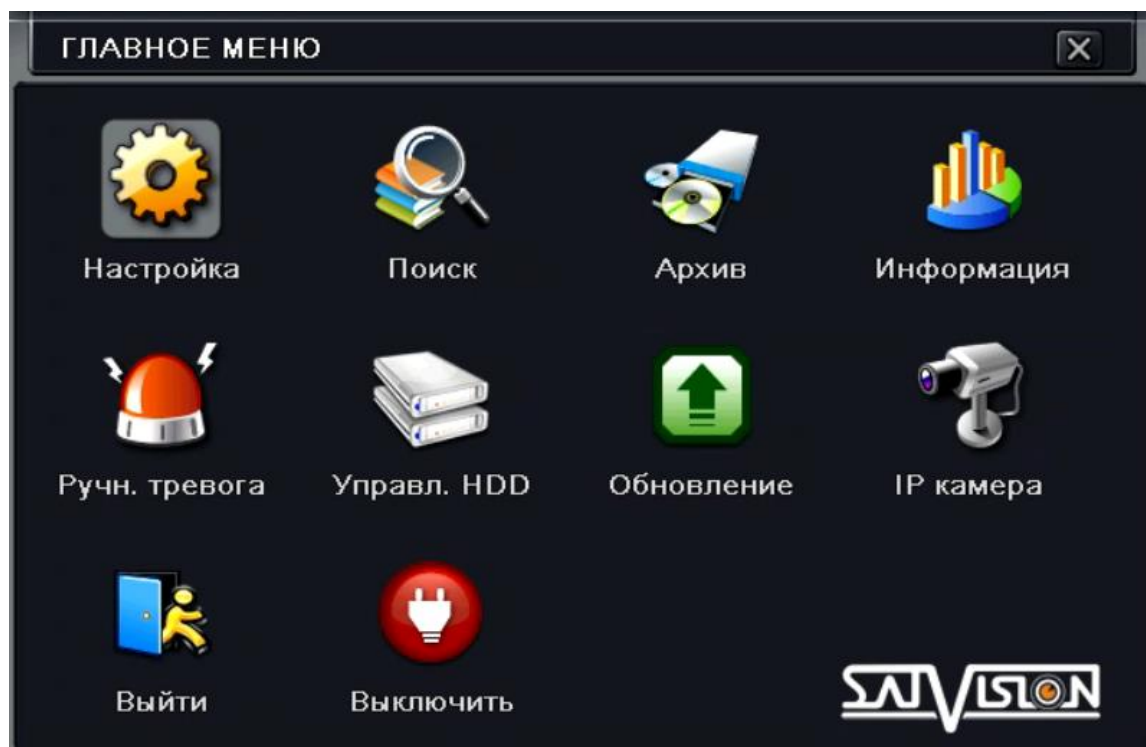 ГЛАВНОЕ МЕНЮ
Настройка Поиск Архив Информация
Ручн. тревога Управл. HDD Обновление IP камера
Выйти Выключить
SATVISION